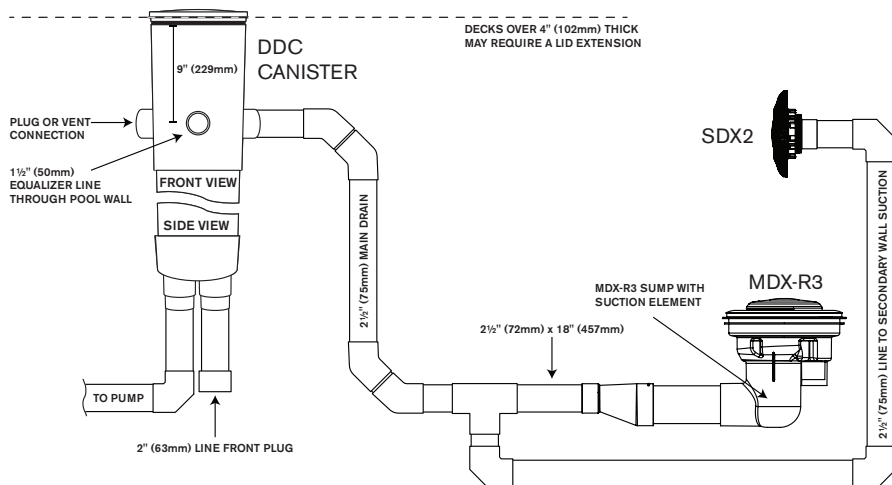 DECKS OVER 4" (102mm) THICK
MAY REQUIRE A LID EXTENSION
DDC
CANISTER
9" (229mm)
PLUG OR VENT
CONNECTION
1½" (50mm)
EQUALIZER LINE
THROUGH POOL WALL
FRONT VIEW
SIDE VIEW
TO PUMP
2" (63mm) LINE FRONT PLUG
2½" (75mm) MAIN DRAIN
2½" (72mm) x 18" (457mm)
MDX-R3 SUMP WITH
SUCTION ELEMENT
MDX-R3
SDX2
2½" (75mm) LINE TO SECONDARY WALL SUCTION